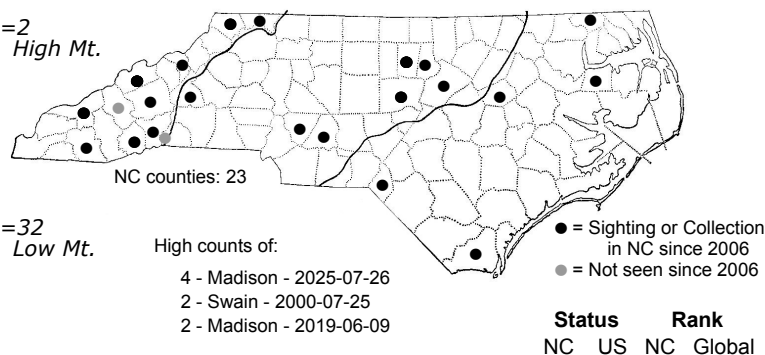 =2
High Mt.
NC counties: 23
=32
Low Mt.
High counts of:
4 - Madison - 2025-07-26
2 - Swain - 2000-07-25
2 - Madison - 2019-06-09
● = Sighting or Collection
in NC since 2006
● = Not seen since 2006
Status Rank
NC US NC Global